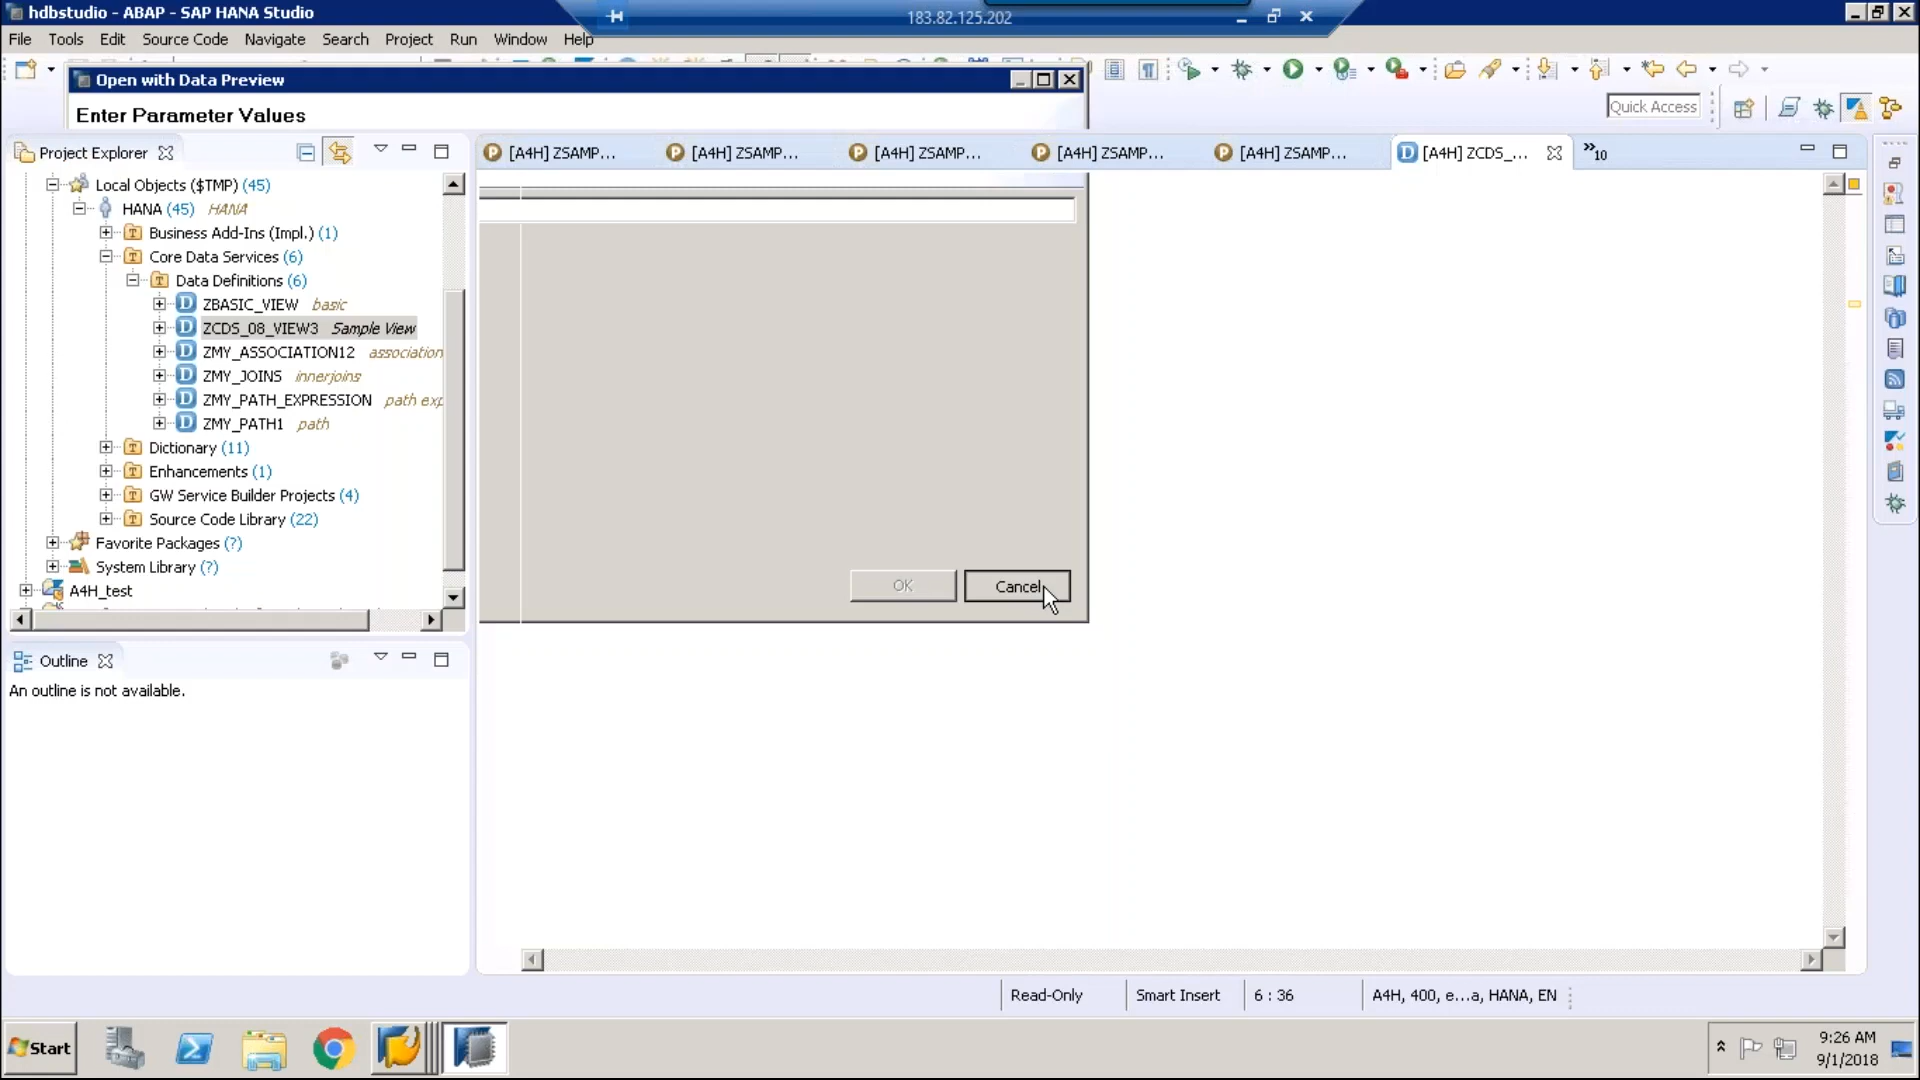 hdbstudio - ABAP - SAP HANA Studio
183.82.125.202
File Tools Edit Source Code Navigate Search Project Run Window Help
Open with Data Preview
Enter Parameter Values
Quick Access
Project Explorer
[A4H] ZSAMP... [A4H] ZSAMP... [A4H] ZSAMP... [A4H] ZSAMP... [A4H] ZSAMP... [A4H] ZCDS_... »10
Local Objects ($TMP) (45)
HANA (45) HANA
Business Add-Ins (Impl.) (1)
Core Data Services (6)
Data Definitions (6)
ZBASIC_VIEW basic
ZCDS_08_VIEW3 Sample View
ZMY_ASSOCIATION12 association
ZMY_JOINS innerjoins
ZMY_PATH_EXPRESSION path exp
ZMY_PATH1 path
Dictionary (11)
Enhancements (1)
GW Service Builder Projects (4)
Source Code Library (22)
Favorite Packages (?)
System Library (?)
A4H_test
OK Cancel
Outline
An outline is not available.
Read-Only Smart Insert 6 : 36 A4H, 400, e...a, HANA, EN
Start
9:26 AM
9/1/2018